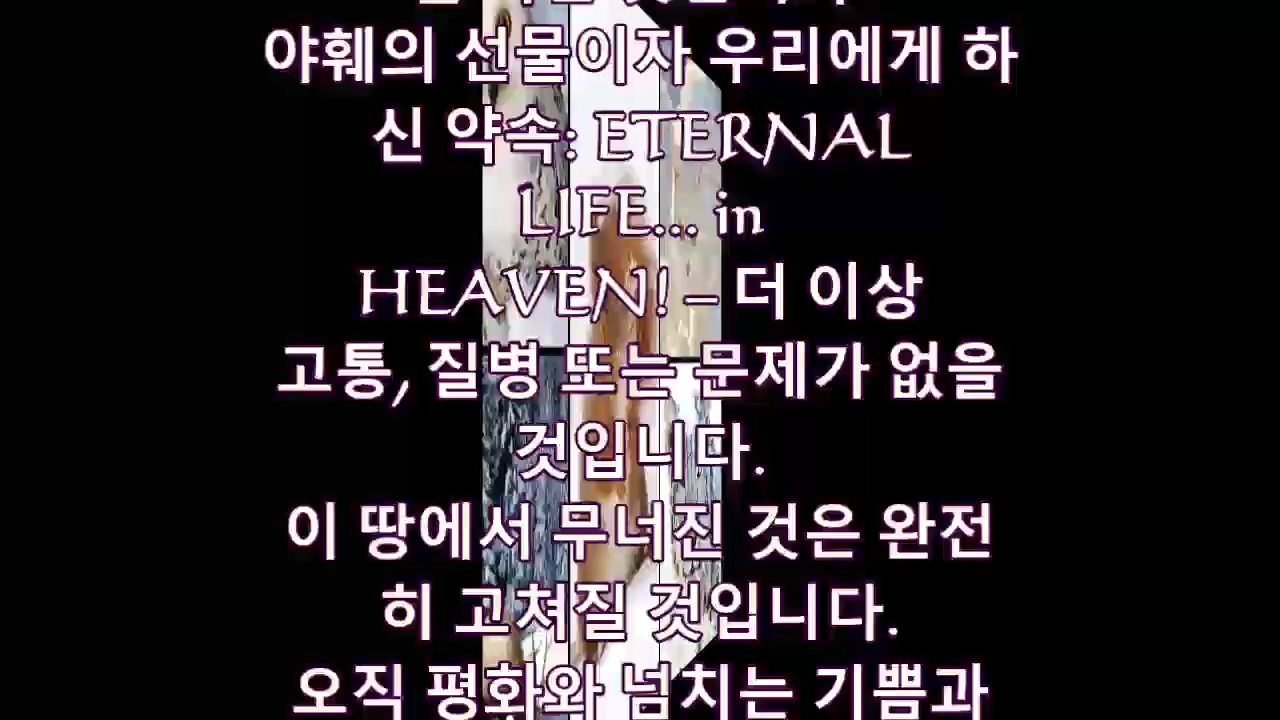 야훼의 선물이자 우리에게 하
신 약속: ETERNAL
LIFE... in
HEAVEN! – 더 이상
고통, 질병 또는 문제가 없을
것입니다.
이 땅에서 무너진 것은 완전
히 고쳐질 것입니다.
오직 평화와 넘치는 기쁨과